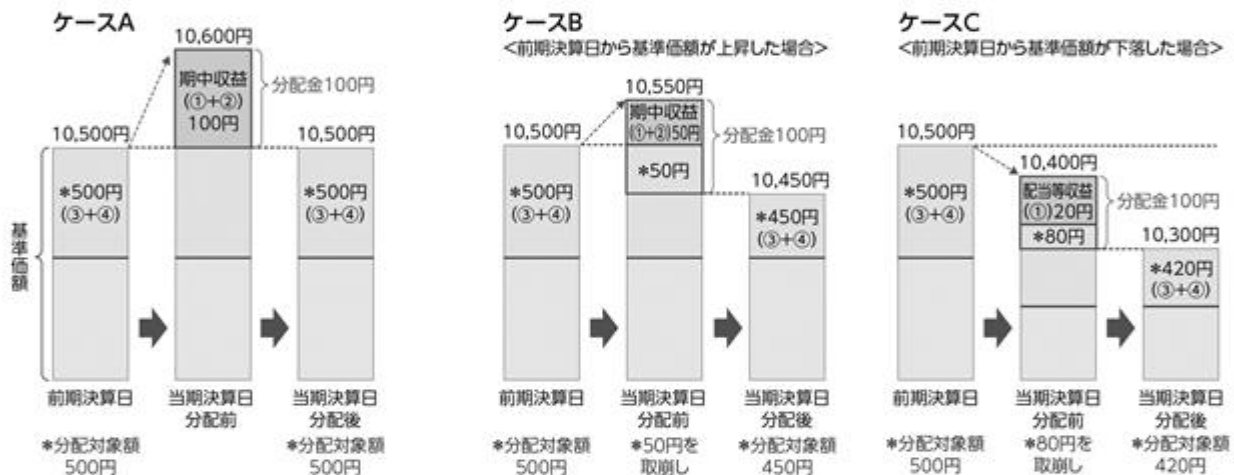 ケースA
10,600円
期中収益
(①+②)
100円
分配金100円
10,500円
10,500円
*500円
(③+④)
*500円
(③+④)
基準価額
前期決算日
当期決算日
分配前
当期決算日
分配後
*分配対象額
500円
*分配対象額
500円
ケースB
<前期決算日から基準価額が上昇した場合>
10,550円
期中収益
(①+②)50円
分配金100円
10,500円
*500円
(③+④)
*50円
10,450円
*450円
(③+④)
前期決算日
当期決算日
分配前
当期決算日
分配後
*分配対象額
500円
*50円を
取崩し
*分配対象額
450円
ケースC
<前期決算日から基準価額が下落した場合>
10,500円
*500円
(③+④)
10,400円
配当等収益
(①)20円
*80円
分配金100円
10,300円
*420円
(③+④)
前期決算日
当期決算日
分配前
当期決算日
分配後
*分配対象額
500円
*80円を
取崩し
*分配対象額
420円